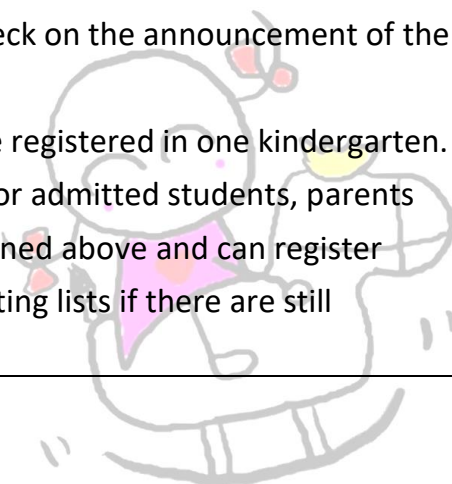 eck on the announcement of the
registered in one kindergarten.
or admitted students, parents
ned above and can register
ting lists if there are still